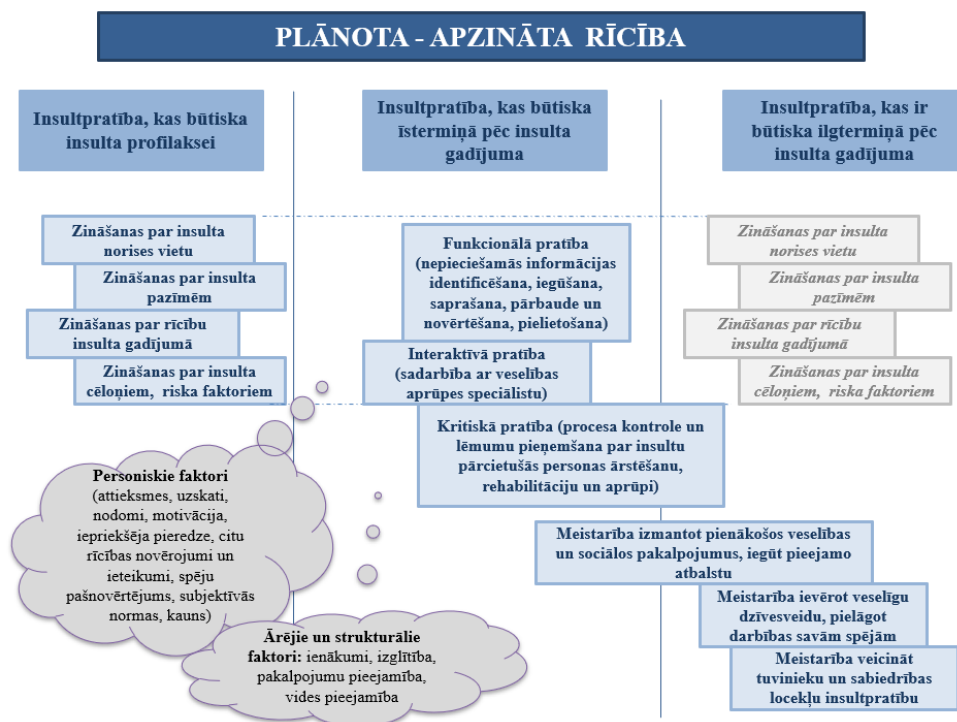 PLĀNOTA - APZINĀTA RĪCĪBA
Insultpratība, kas būtiska
insulta profilaksei
Insultpratība, kas būtiska
īstermiņā pēc insulta
gadījuma
Insultpratība, kas ir
būtiska ilgtermiņā pēc
insulta gadījuma
Zināšanas par insulta
norises vietu
Zināšanas par insulta
pazīmēm
Zināšanas par rīcību
insulta gadījumā
Zināšanas par insulta
cēloņiem, riska faktoriem
Funkcionālā pratība
(nepieciešamās informācijas
identificēšana, iegūšana,
saprašana, pārbaude un
novērtēšana, pielietošana)
Interaktīvā pratība
(sadarbība ar veselības
aprūpes speciālistu)
Kritiskā pratība (procesa kontrole un
lēmumu pieņemšana par insultu
pārcietušās personas ārstēšanu,
rehabilitāciju un aprūpi)
Zināšanas par insulta
norises vietu
Zināšanas par insulta
pazīmēm
Zināšanas par rīcību
insulta gadījumā
Zināšanas par insulta
cēloņiem, riska faktoriem
Personiskie faktori
(attieksmes, uzskati,
nodomi, motivācija,
iepriekšēja pieredze, citu
rīcības novērojumi un
ieteikumi, spēju
pašnovērtējums, subjektīvās
normas, kauns)
Ārējie un strukturālie
faktori: ienākumi, izglītība,
pakalpojumu pieejamība,
vides pieejamība
Meistarība izmantot pienākošos veselības
un sociālos pakalpojumus, iegūt pieejamo
atbalstu
Meistarība ievērot veselīgu
dzīvesveidu, pielāgot
darbības savām spējām
Meistarība veicināt
tuvinieku un sabiedrības
locekļu insultpratību